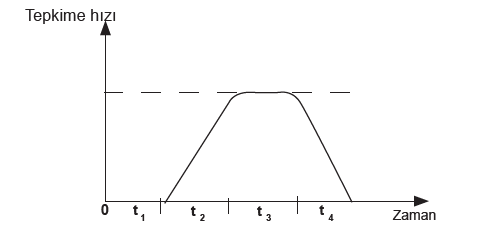 Tepkime hızı
0 t₁ t₂ t₃ t₄
Zaman